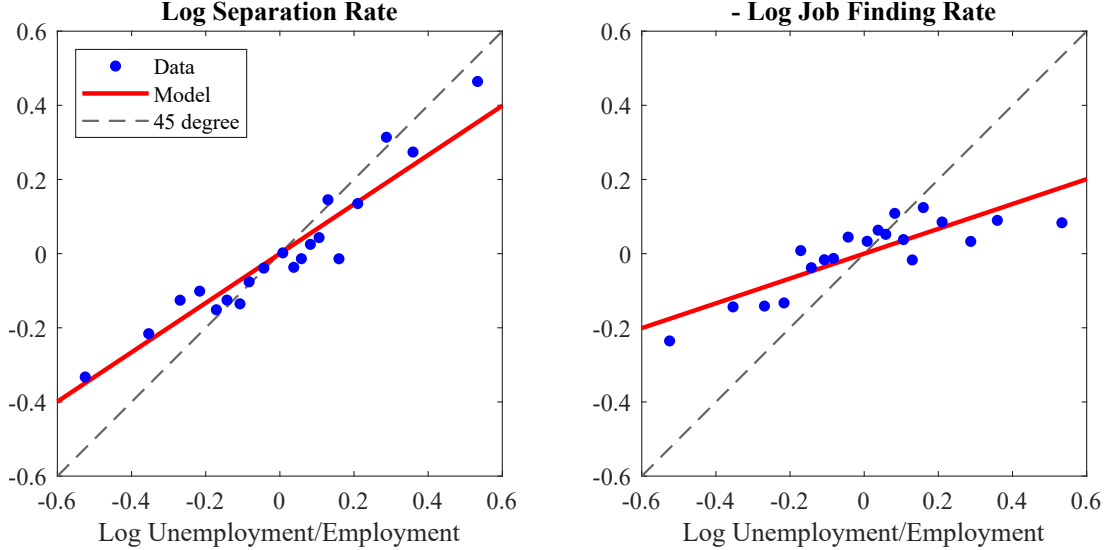 Log Separation Rate
0.6
0.4
0.2
0
-0.2
-0.4
-0.6
Data
Model
45 degree
-0.6 -0.4 -0.2 0 0.2 0.4 0.6
Log Unemployment/Employment
- Log Job Finding Rate
0.6
0.4
0.2
0
-0.2
-0.4
-0.6
-0.6 -0.4 -0.2 0 0.2 0.4 0.6
Log Unemployment/Employment